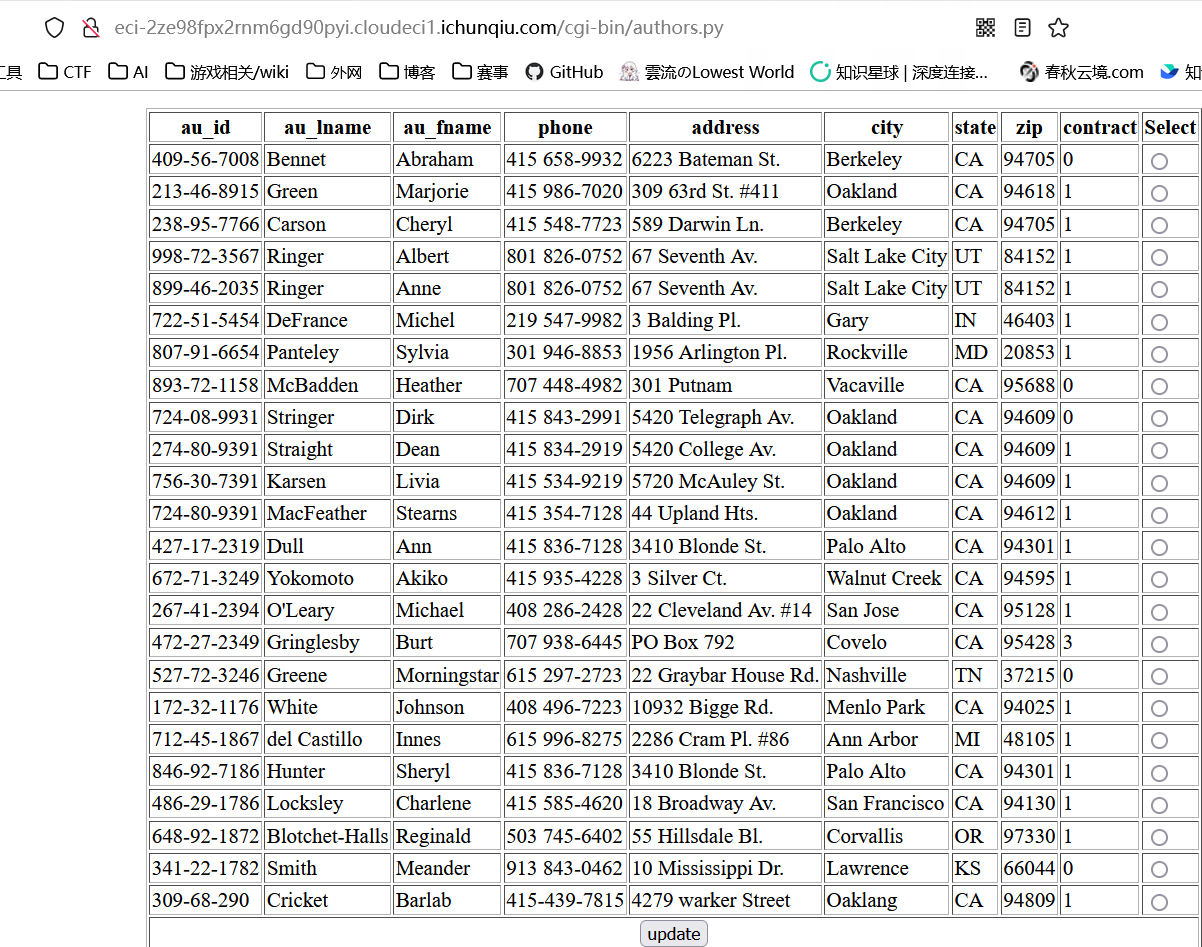 eci-2ze98fpx2rnm6gd90pyi.cloudeci1.ichunqiu.com/cgi-bin/authors.py
工具 CTF AI 游戏相关/wiki 外网 博客 赛事 GitHub 雲流のLowest World 知识星球 | 深度连接... 春秋云境.com 知
au_id au_lname au_fname phone address city state zip contract Select
409-56-7008 Bennet Abraham 415 658-9932 6223 Bateman St. Berkeley CA 94705 0
213-46-8915 Green Marjorie 415 986-7020 309 63rd St. #411 Oakland CA 94618 1
238-95-7766 Carson Cheryl 415 548-7723 589 Darwin Ln. Berkeley CA 94705 1
998-72-3567 Ringer Albert 801 826-0752 67 Seventh Av. Salt Lake City UT 84152 1
899-46-2035 Ringer Anne 801 826-0752 67 Seventh Av. Salt Lake City UT 84152 1
722-51-5454 DeFrance Michel 219 547-9982 3 Balding Pl. Gary IN 46403 1
807-91-6654 Panteley Sylvia 301 946-8853 1956 Arlington Pl. Rockville MD 20853 1
893-72-1158 McBadden Heather 707 448-4982 301 Putnam Vacaville CA 95688 0
724-08-9931 Stringer Dirk 415 843-2991 5420 Telegraph Av. Oakland CA 94609 0
274-80-9391 Straight Dean 415 834-2919 5420 College Av. Oakland CA 94609 1
756-30-7391 Karsen Livia 415 534-9219 5720 McAuley St. Oakland CA 94609 1
724-80-9391 MacFeather Stearns 415 354-7128 44 Upland Hts. Oakland CA 94612 1
427-17-2319 Dull Ann 415 836-7128 3410 Blonde St. Palo Alto CA 94301 1
672-71-3249 Yokomoto Akiko 415 935-4228 3 Silver Ct. Walnut Creek CA 94595 1
267-41-2394 O'Leary Michael 408 286-2428 22 Cleveland Av. #14 San Jose CA 95128 1
472-27-2349 Gringlesby Burt 707 938-6445 PO Box 792 Covelo CA 95428 3
527-72-3246 Greene Morningstar 615 297-2723 22 Graybar House Rd. Nashville TN 37215 0
172-32-1176 White Johnson 408 496-7223 10932 Bigge Rd. Menlo Park CA 94025 1
712-45-1867 del Castillo Innes 615 996-8275 2286 Cram Pl. #86 Ann Arbor MI 48105 1
846-92-7186 Hunter Sheryl 415 836-7128 3410 Blonde St. Palo Alto CA 94301 1
486-29-1786 Locksley Charlene 415 585-4620 18 Broadway Av. San Francisco CA 94130 1
648-92-1872 Blotchet-Halls Reginald 503 745-6402 55 Hillsdale Bl. Corvallis OR 97330 1
341-22-1782 Smith Meander 913 843-0462 10 Mississippi Dr. Lawrence KS 66044 0
309-68-290 Cricket Barlab 415-439-7815 4279 warker Street Oaklang CA 94809 1
update